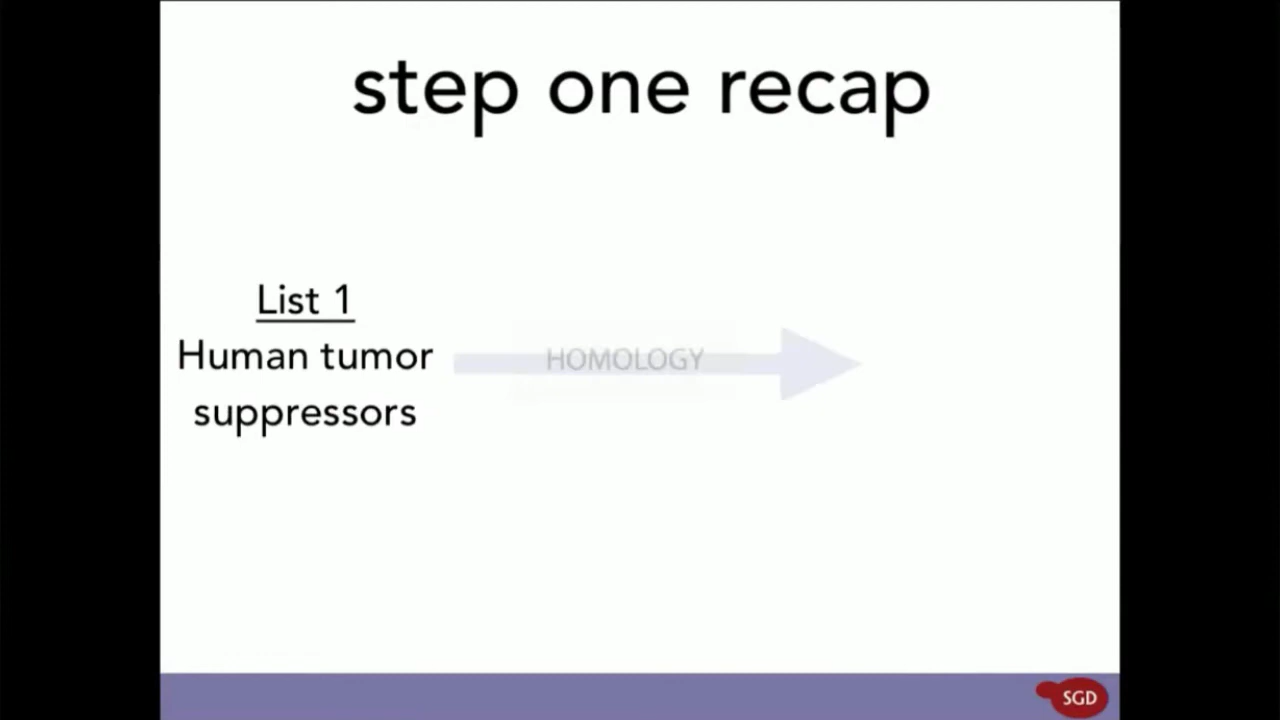 step one recap
List 1
Human tumor
suppressors
HOMOLOGY
SGD